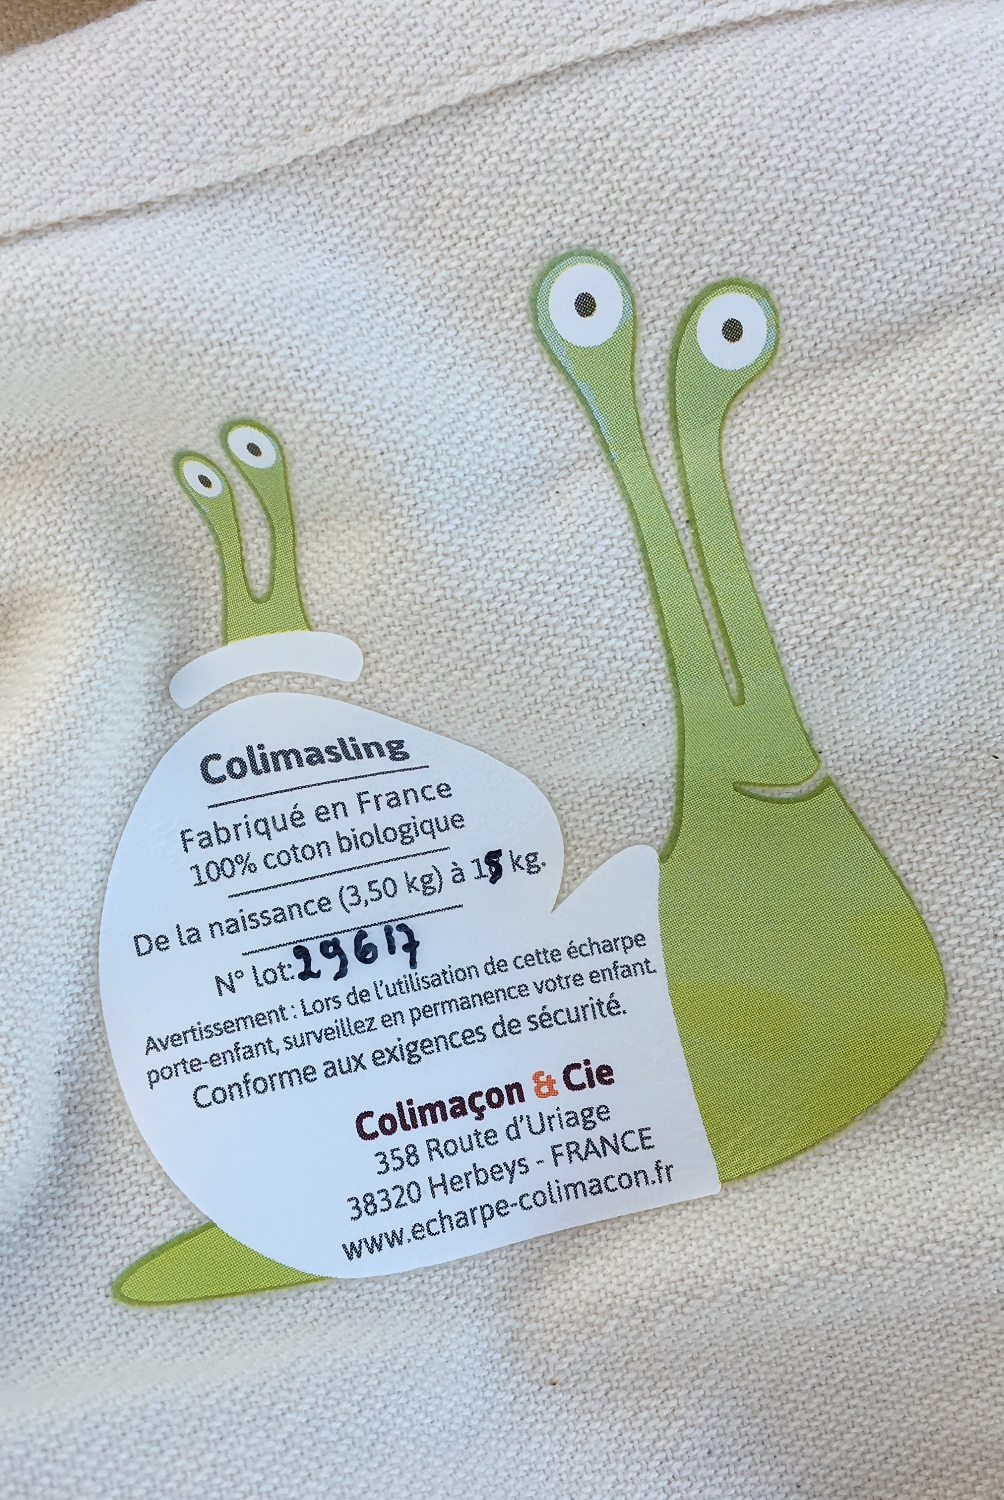 Colimasling
Fabriqué en France
100% coton biologique
De la naissance (3,50 kg) à 15 kg.
N° lot: 29617
Avertissement : Lors de l'utilisation de cette écharpe
porte-enfant, surveillez en permanence votre enfant.
Conforme aux exigences de sécurité.
Colimaçon & Cie
358 Route d'Uriage
38320 Herbeys - FRANCE
www.echarpe-colimacon.fr